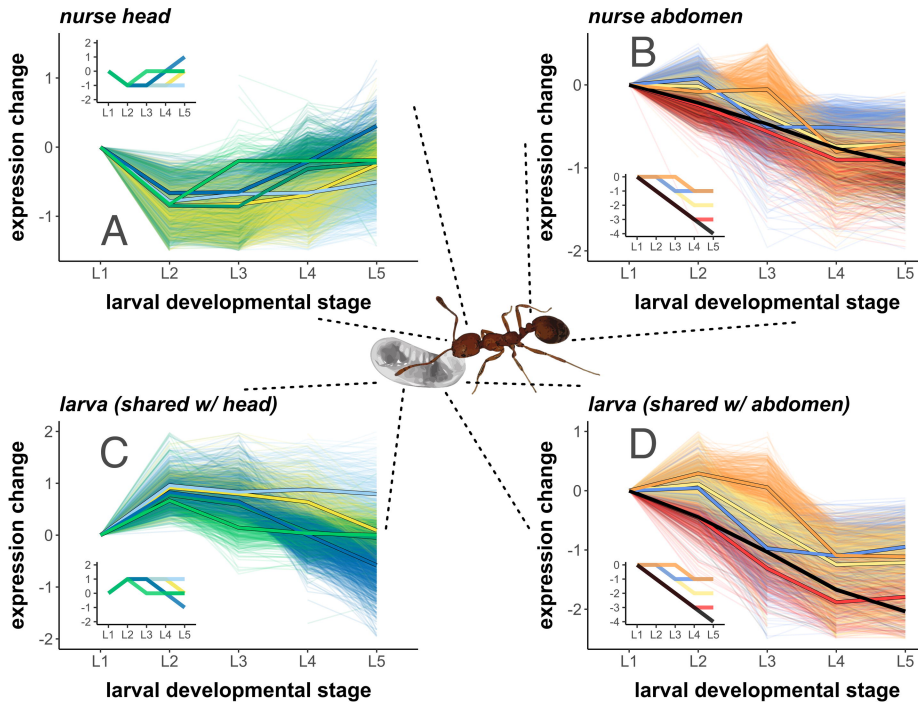 nurse head
nurse abdomen
expression change
1
0
-1
2
1
0
-1
-2
L1 L2 L3 L4 L5
A
L1 L2 L3 L4 L5
larval developmental stage
expression change
0
-1
-2
B
0
-1
-2
-3
-4
L1 L2 L3 L4 L5
L1 L2 L3 L4 L5
larval developmental stage
larva (shared w/ head)
larva (shared w/ abdomen)
expression change
2
1
0
-1
-2
C
2
1
0
-1
-2
L1 L2 L3 L4 L5
L1 L2 L3 L4 L5
larval developmental stage
expression change
1
0
-1
-2
D
0
-1
-2
-3
-4
L1 L2 L3 L4 L5
L1 L2 L3 L4 L5
larval developmental stage